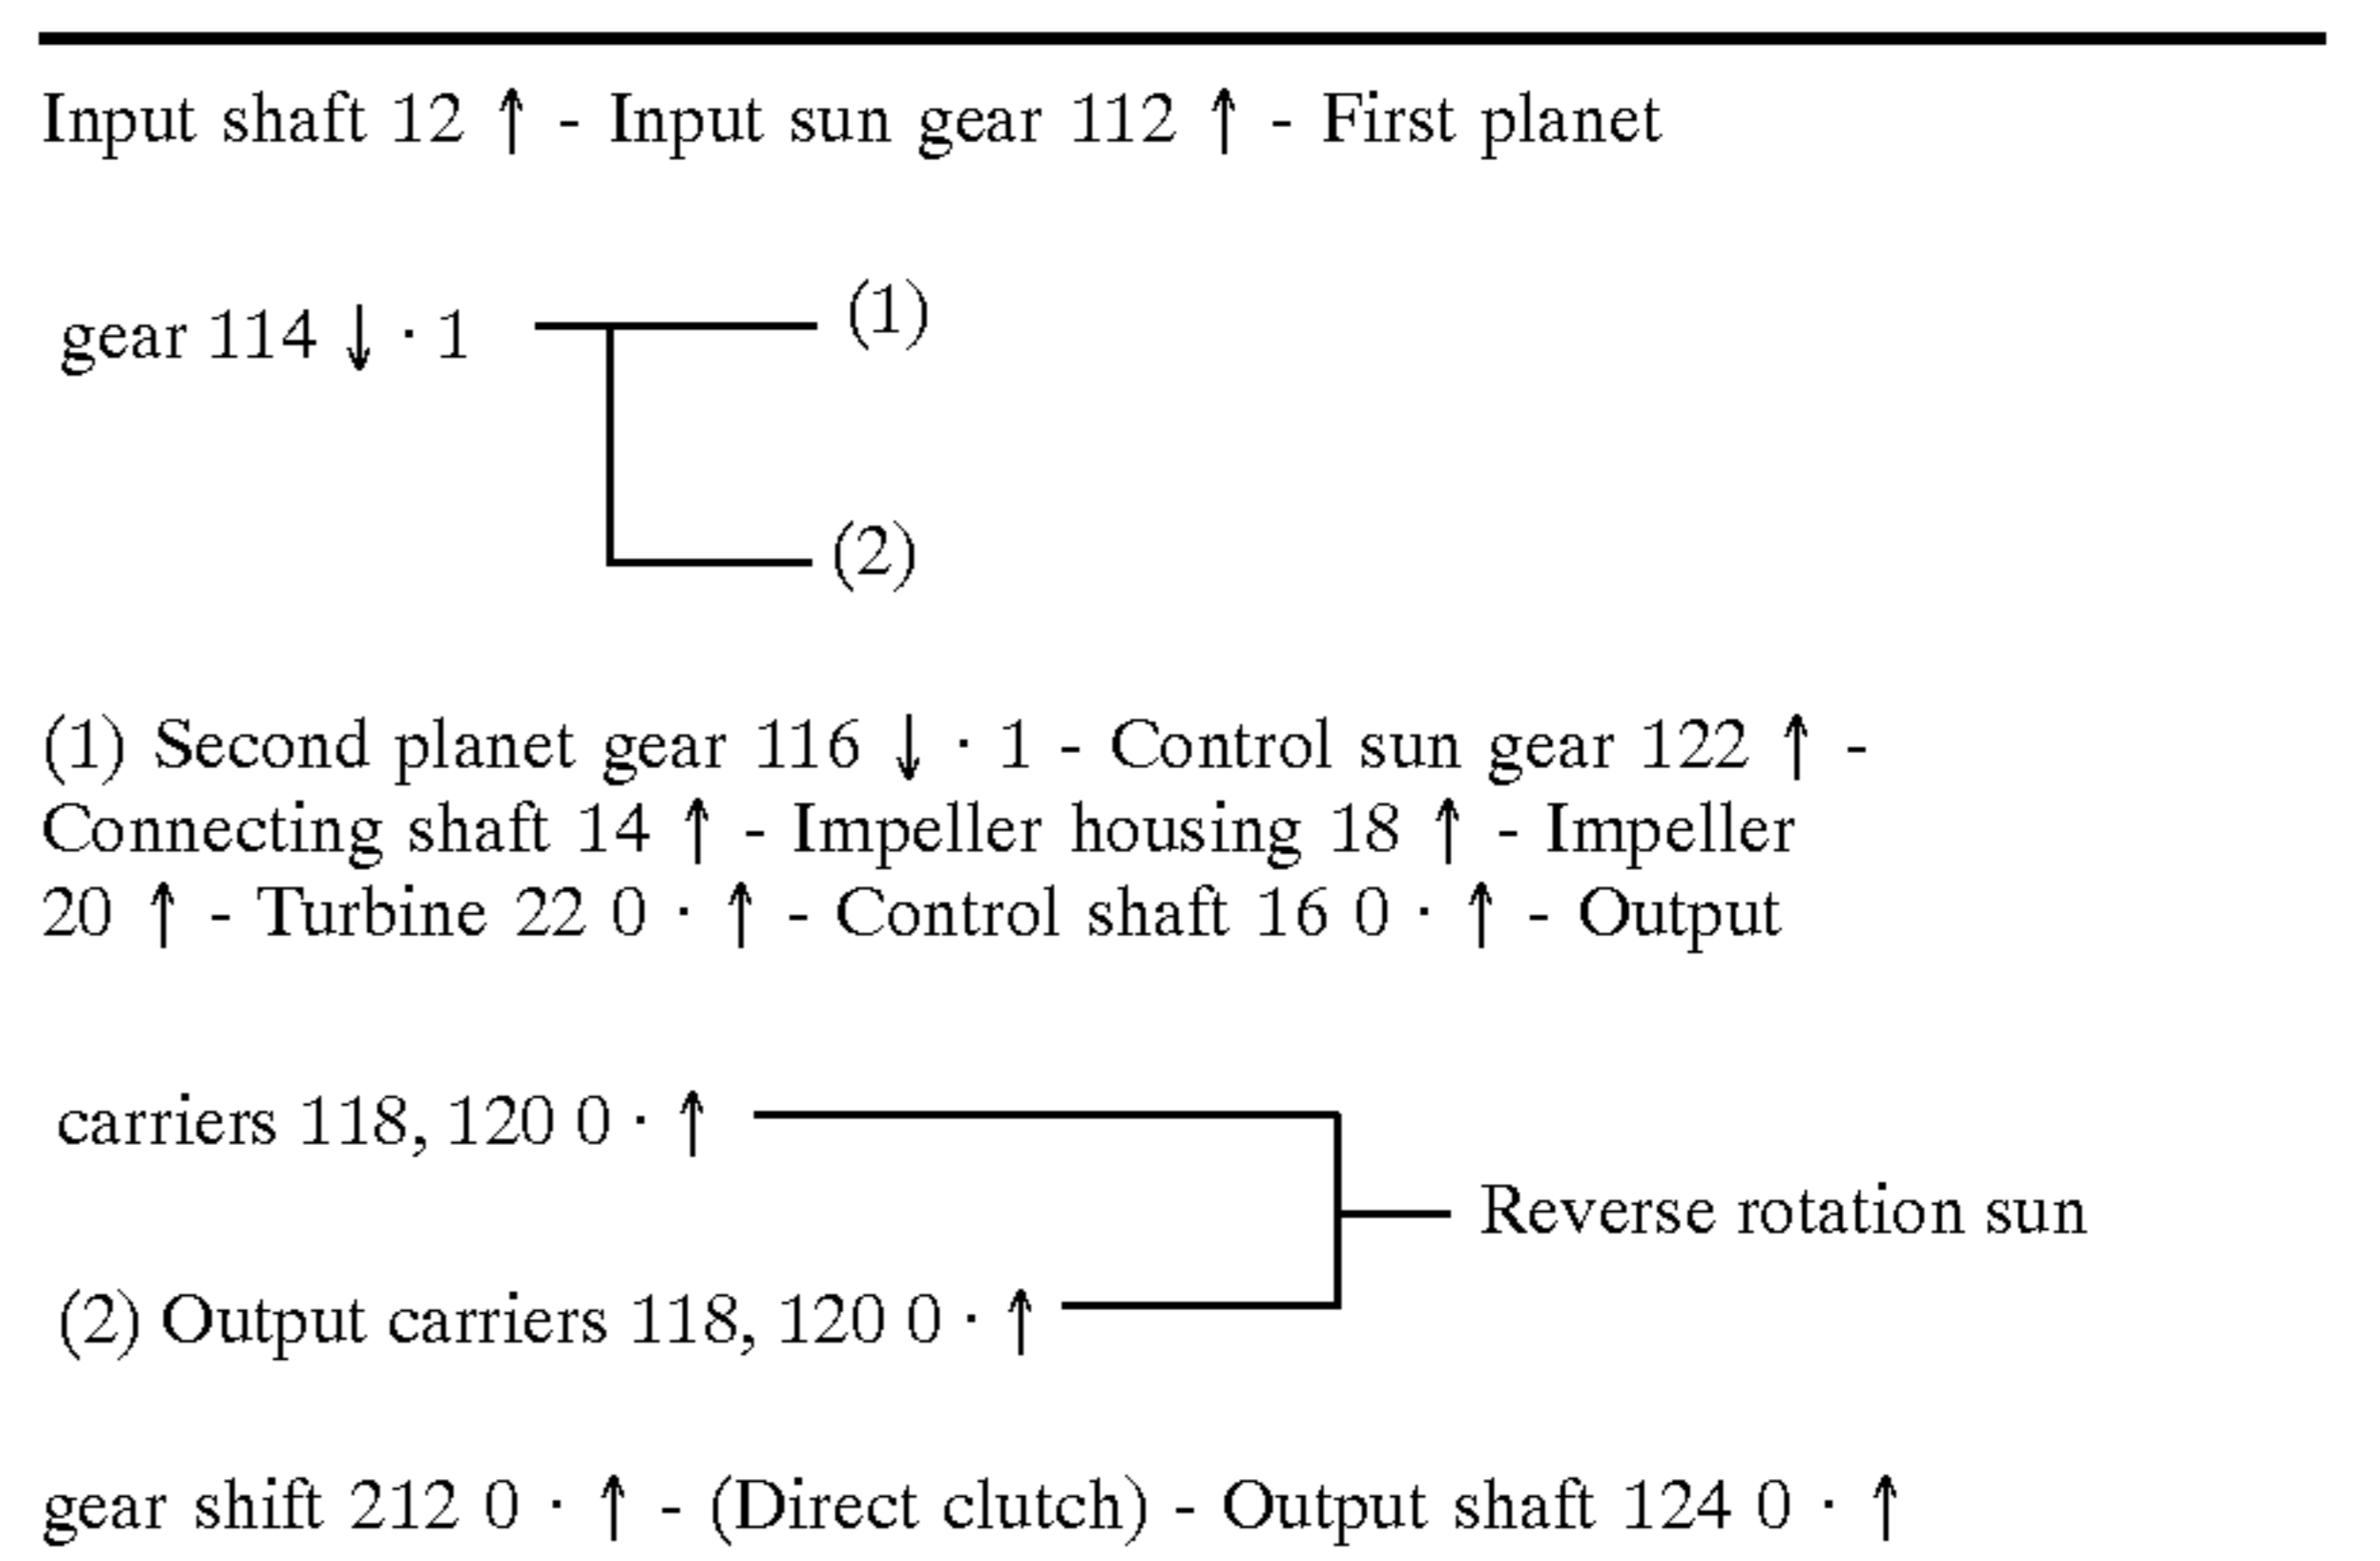 Input shaft 12 ↑ - Input sun gear 112 ↑ - First planet
gear 114 ↓ · 1
(1)
(2)
(1) Second planet gear 116 ↓ · 1 - Control sun gear 122 ↑ -
Connecting shaft 14 ↑ - Impeller housing 18 ↑ - Impeller
20 ↑ - Turbine 22 0 · ↑ - Control shaft 16 0 · ↑ - Output
carriers 118, 120 0 · ↑
Reverse rotation sun
(2) Output carriers 118, 120 0 · ↑
gear shift 212 0 · ↑ - (Direct clutch) - Output shaft 124 0 · ↑